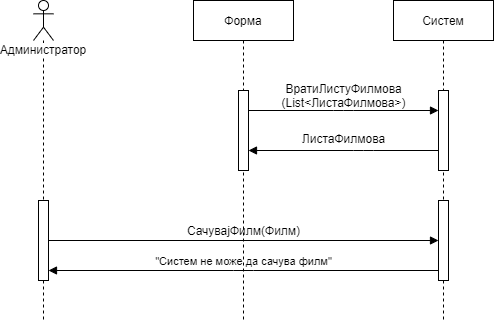 Администратор
Форма
Систем
ВратиЛистуФилмова
(List<ЛистаФилмова>)
ЛистаФилмова
СачувајФилм(Филм)
"Систем не може да сачува филм"